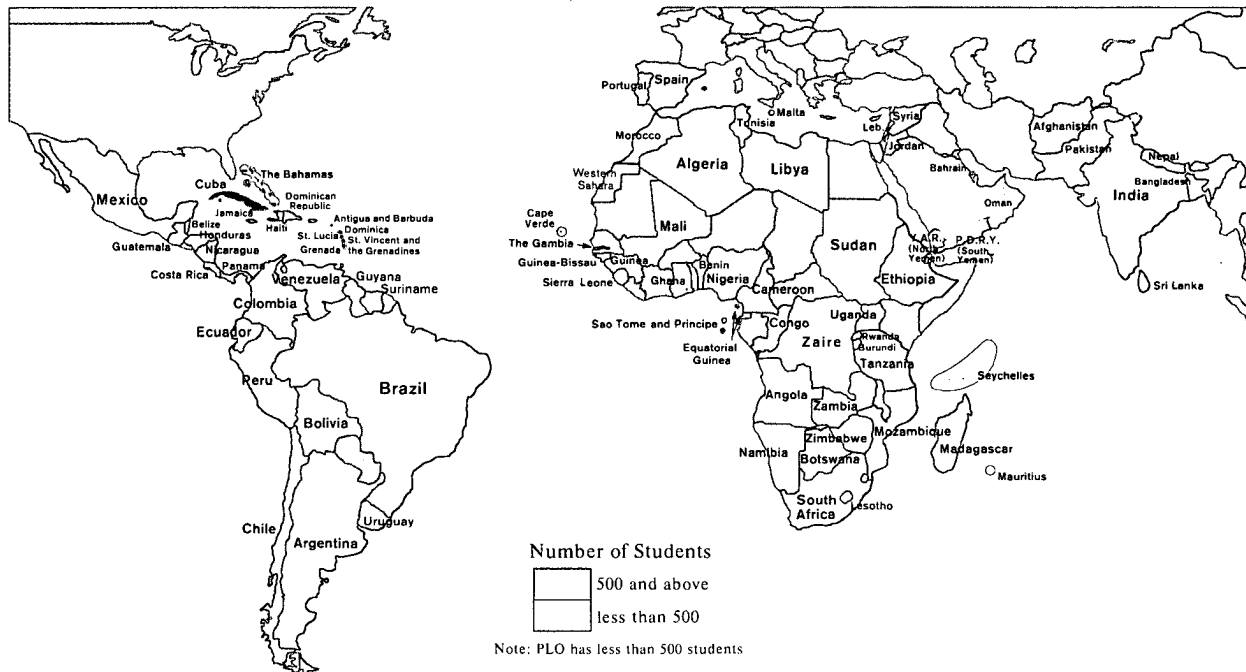 Portugal
Spain
Malta
Tunisia
Leb.
Syria
Afghanistan
Morocco
Jordan
Pakistan
Algeria
Libya
Bahrain
Nepal
Western
Sahara
Bangladesh
India
Oman
The Bahamas
Cuba
Mexico
Dominican
Republic
Jamaica
Haiti
Antigua and Barbuda
Belize
Dominica
Honduras
St. Lucia
St. Vincent and
the Grenadines
Guatemala
Nicaragua
Grenada
Panama
Costa Rica
Venezuela
Guyana
Suriname
Colombia
Ecuador
Peru
Brazil
Bolivia
Chile
Uruguay
Argentina
Cape
Verde
Mali
The Gambia
Sudan
Y.A.R.
(North
Yemen)
P.D.R.Y.
(South
Yemen)
Guinea-Bissau
Guinea
Benin
Sierra Leone
Ghana
Nigeria
Ethiopia
Sri Lanka
Cameroon
Sao Tome and Principe
Congo
Uganda
Equatorial
Guinea
Zaire
Rwanda
Burundi
Tanzania
Seychelles
Angola
Zambia
Mozambique
Zimbabwe
Madagascar
Namibia
Botswana
Mauritius
South
Africa
Lesotho
Number of Students
500 and above
less than 500
Note: PLO has less than 500 students